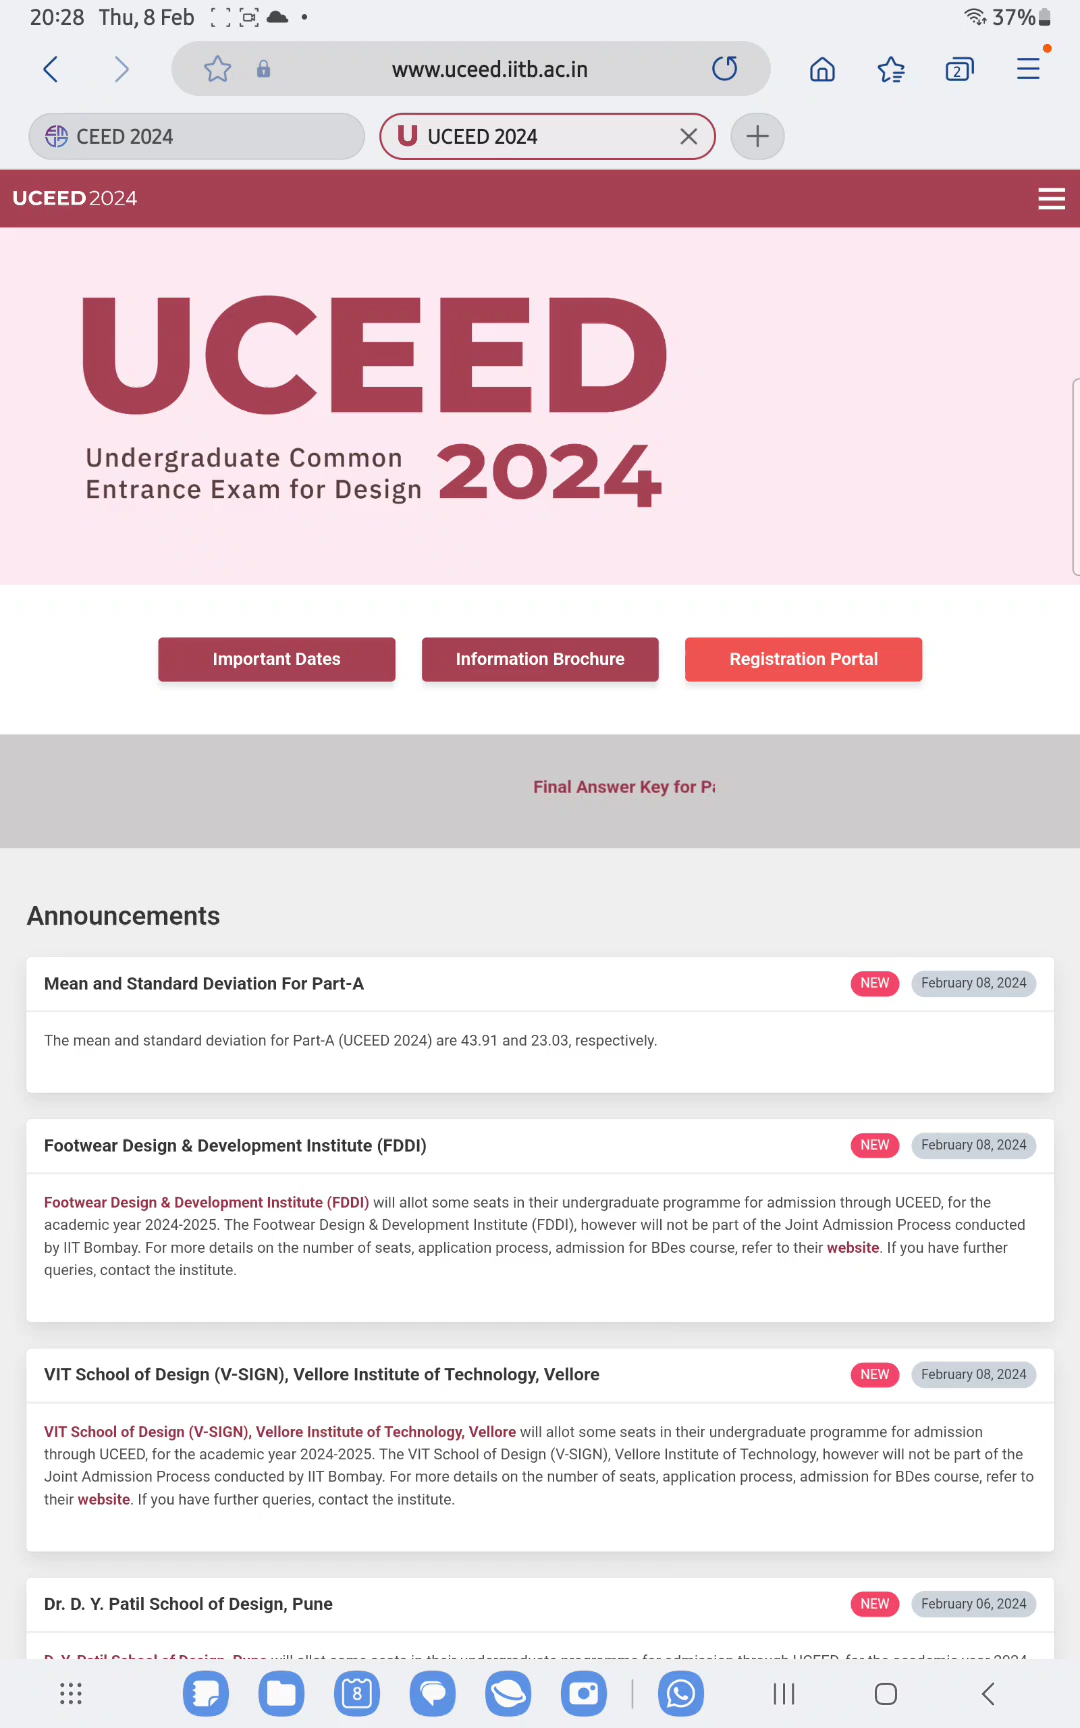 20:28 Thu, 8 Feb
37%
www.uceed.iitb.ac.in
2
CEED 2024
UCEED 2024
UCEED 2024
UCEED
Undergraduate Common
Entrance Exam for Design
2024
Important Dates
Information Brochure
Registration Portal
Final Answer Key for
Announcements
Mean and Standard Deviation For Part-A NEW February 08, 2024
The mean and standard deviation for Part-A (UCEED 2024) are 43.91 and 23.03, respectively.
Footwear Design & Development Institute (FDDI) NEW February 08, 2024
Footwear Design & Development Institute (FDDI) will allot some seats in their undergraduate programme for admission through UCEED, for the
academic year 2024-2025. The Footwear Design & Development Institute (FDDI), however will not be part of the Joint Admission Process conducted
by IIT Bombay. For more details on the number of seats, application process, admission for BDes course, refer to their website. If you have further
queries, contact the institute.
VIT School of Design (V-SIGN), Vellore Institute of Technology, Vellore NEW February 08, 2024
VIT School of Design (V-SIGN), Vellore Institute of Technology, Vellore will allot some seats in their undergraduate programme for admission
through UCEED, for the academic year 2024-2025. The VIT School of Design (V-SIGN), Vellore Institute of Technology, however will not be part of the
Joint Admission Process conducted by IIT Bombay. For more details on the number of seats, application process, admission for BDes course, refer to
their website. If you have further queries, contact the institute.
Dr. D. Y. Patil School of Design, Pune NEW February 06, 2024
8